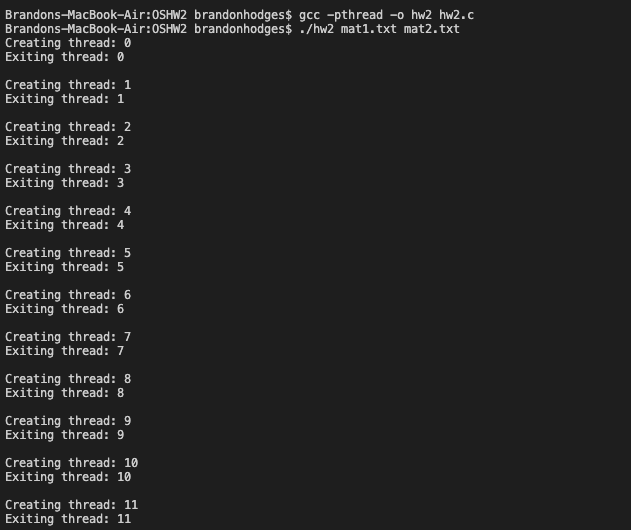 Brandons-MacBook-Air:OSHW2 brandonhodges$ gcc -pthread -o hw2 hw2.c
Brandons-MacBook-Air:OSHW2 brandonhodges$ ./hw2 mat1.txt mat2.txt
Creating thread: 0
Exiting thread: 0
Creating thread: 1
Exiting thread: 1
Creating thread: 2
Exiting thread: 2
Creating thread: 3
Exiting thread: 3
Creating thread: 4
Exiting thread: 4
Creating thread: 5
Exiting thread: 5
Creating thread: 6
Exiting thread: 6
Creating thread: 7
Exiting thread: 7
Creating thread: 8
Exiting thread: 8
Creating thread: 9
Exiting thread: 9
Creating thread: 10
Exiting thread: 10
Creating thread: 11
Exiting thread: 11